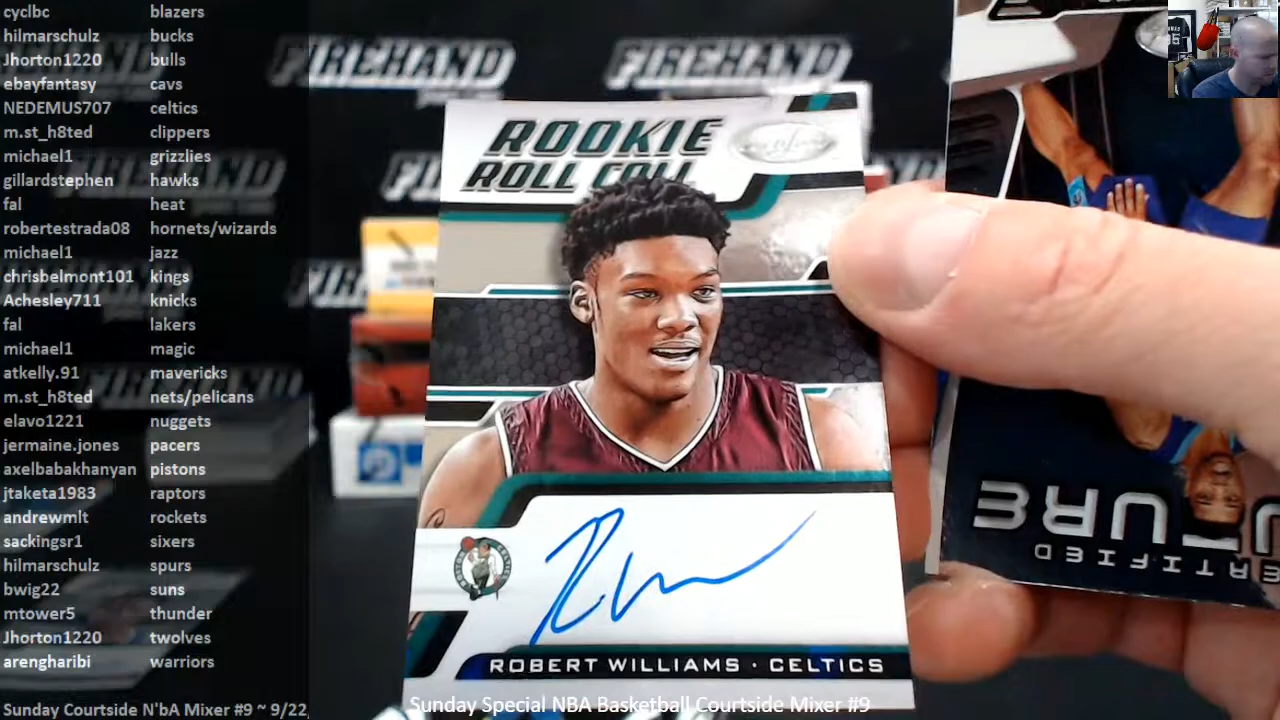 cyclbc blazers
hilmarschulz bucks
Jhorton1220 bulls
ebayfantasy cavs
NEDEMUS707 celtics
m.st_h8ted clippers
michael1 grizzlies
gillardstephen hawks
fal heat
robertestrada08 hornets/wizards
michael1 jazz
chrisbelmont101 kings
Achesley711 knicks
fal lakers
michael1 magic
atkelly.91 mavericks
m.st_h8ted nets/pelicans
elavo1221 nuggets
jermaine.jones pacers
axelbabakhanyan pistons
jtaketa1983 raptors
andrewmlt rockets
sackingsr1 sixers
hilmarschulz spurs
bwig22 suns
mtower5 thunder
Jhorton1220 twolves
arengharibi warriors
Sunday Courtside N'bA Mixer #9 ~ 9/22
FIREHAND
FIREHAND
ROOKIE
ROLL CALL
ROBERT WILLIAMS · CELTICS
Sunday Special NBA Basketball Courtside Mixer #9